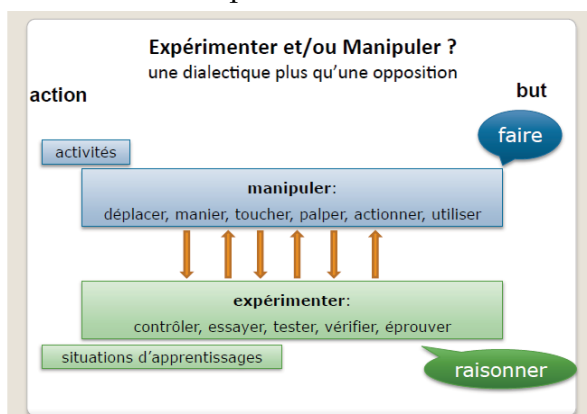 Expérimenter et/ou Manipuler ?
une dialectique plus qu'une opposition
action
but
faire
activités
manipuler:
déplacer, manier, toucher, palper, actionner, utiliser
expérimenter:
contrôler, essayer, tester, vérifier, éprouver
situations d'apprentissages
raisonner